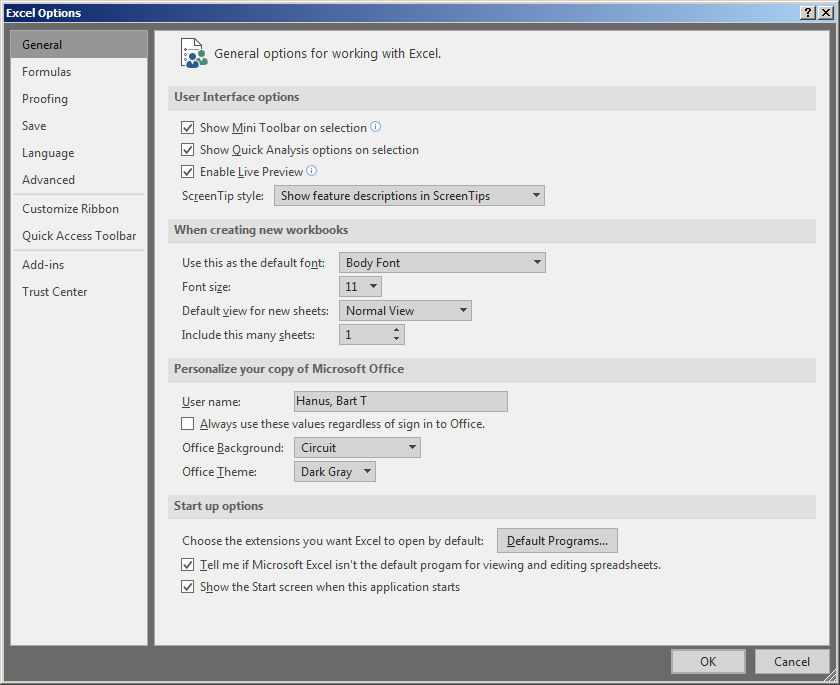 Excel Options
General
Formulas
Proofing
Save
Language
Advanced
Customize Ribbon
Quick Access Toolbar
Add-ins
Trust Center
General options for working with Excel.
User Interface options
Show Mini Toolbar on selection
Show Quick Analysis options on selection
Enable Live Preview
ScreenTip style: Show feature descriptions in ScreenTips
When creating new workbooks
Use this as the default font: Body Font
Font size: 11
Default view for new sheets: Normal View
Include this many sheets: 1
Personalize your copy of Microsoft Office
User name: Hanus, Bart T
Always use these values regardless of sign in to Office.
Office Background: Circuit
Office Theme: Dark Gray
Start up options
Choose the extensions you want Excel to open by default: Default Programs...
Tell me if Microsoft Excel isn't the default progam for viewing and editing spreadsheets.
Show the Start screen when this application starts
OK Cancel